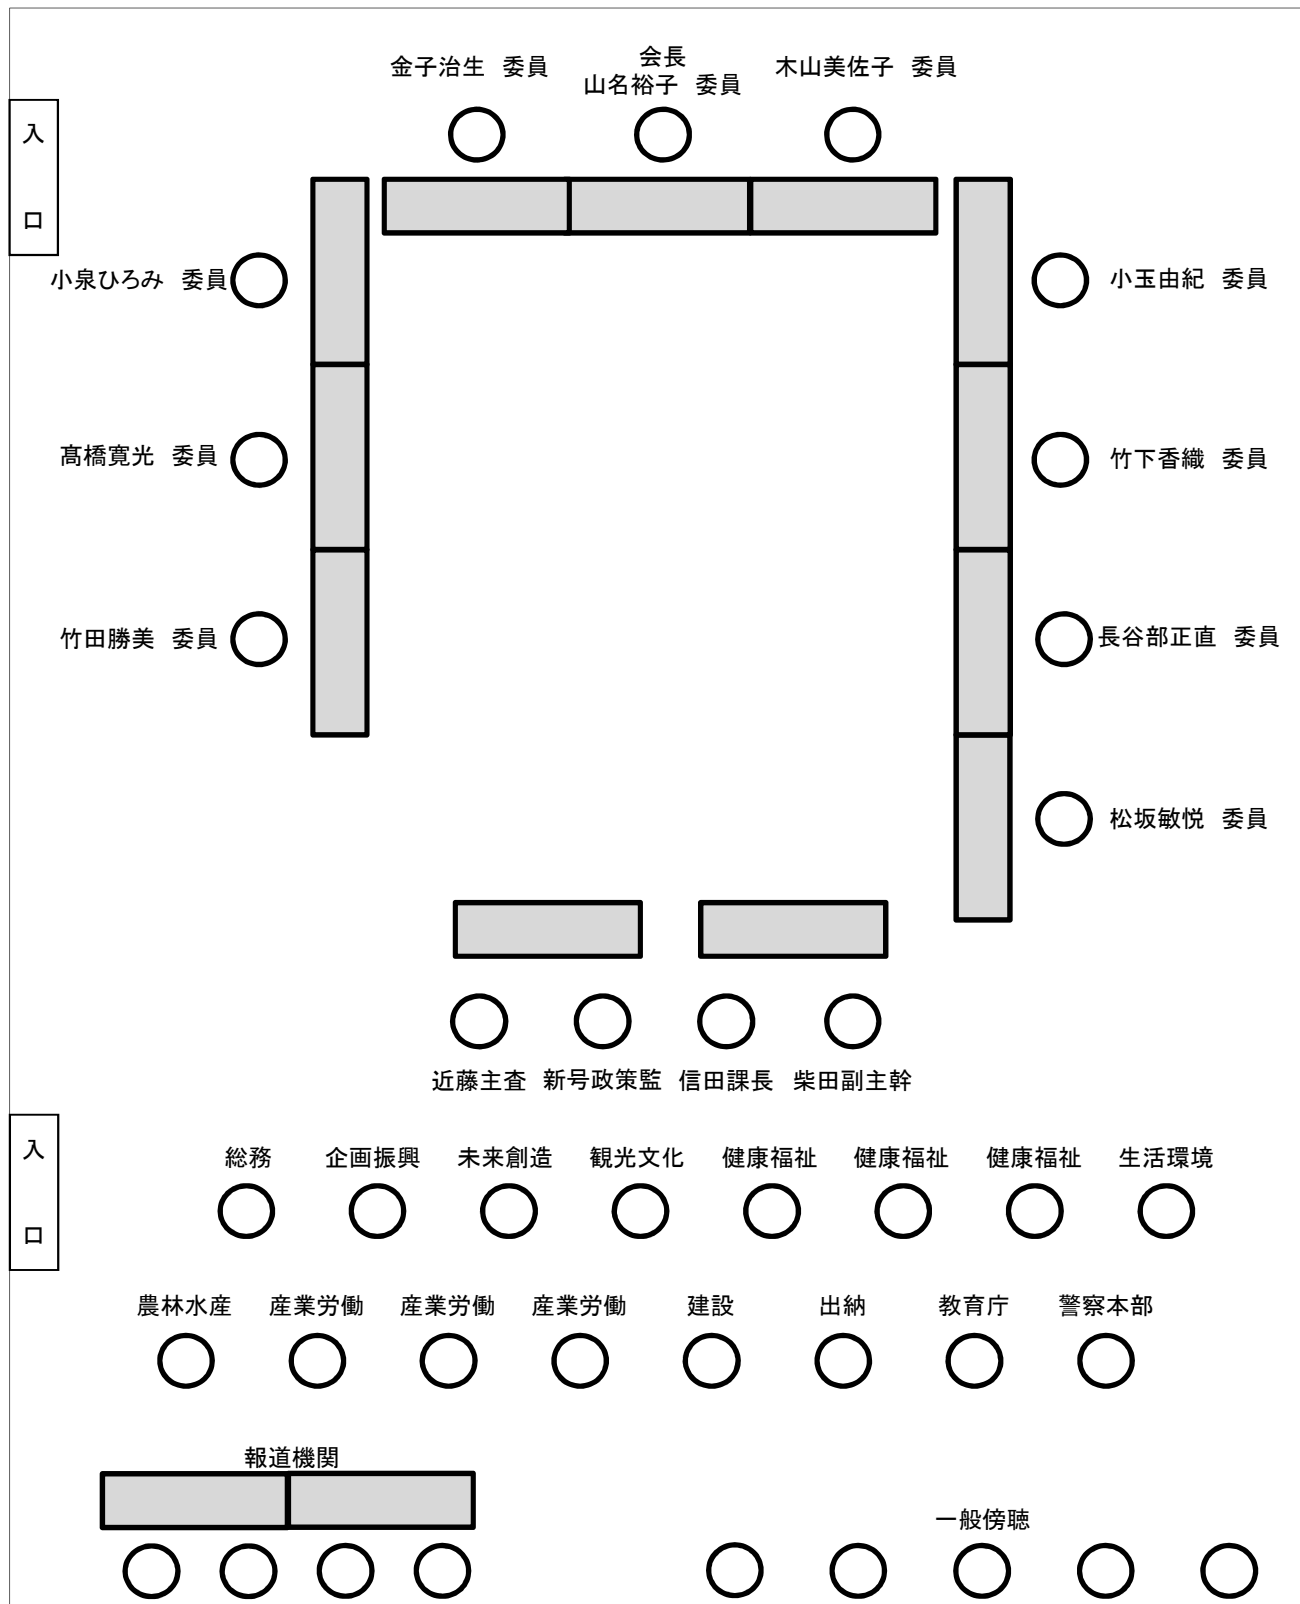 会長
金子治生　委員
山名裕子　委員
木山美佐子　委員
入
口
小泉ひろみ　委員
小玉由紀　委員
髙橋寛光　委員
竹下香織　委員
竹田勝美　委員
長谷部正直　委員
松坂敏悦　委員
近藤主査
新号政策監
信田課長
柴田副主幹
入
口
総務
企画振興
未来創造
観光文化
健康福祉
健康福祉
健康福祉
生活環境
農林水産
産業労働
産業労働
産業労働
建設
出納
教育庁
警察本部
報道機関
一般傍聴